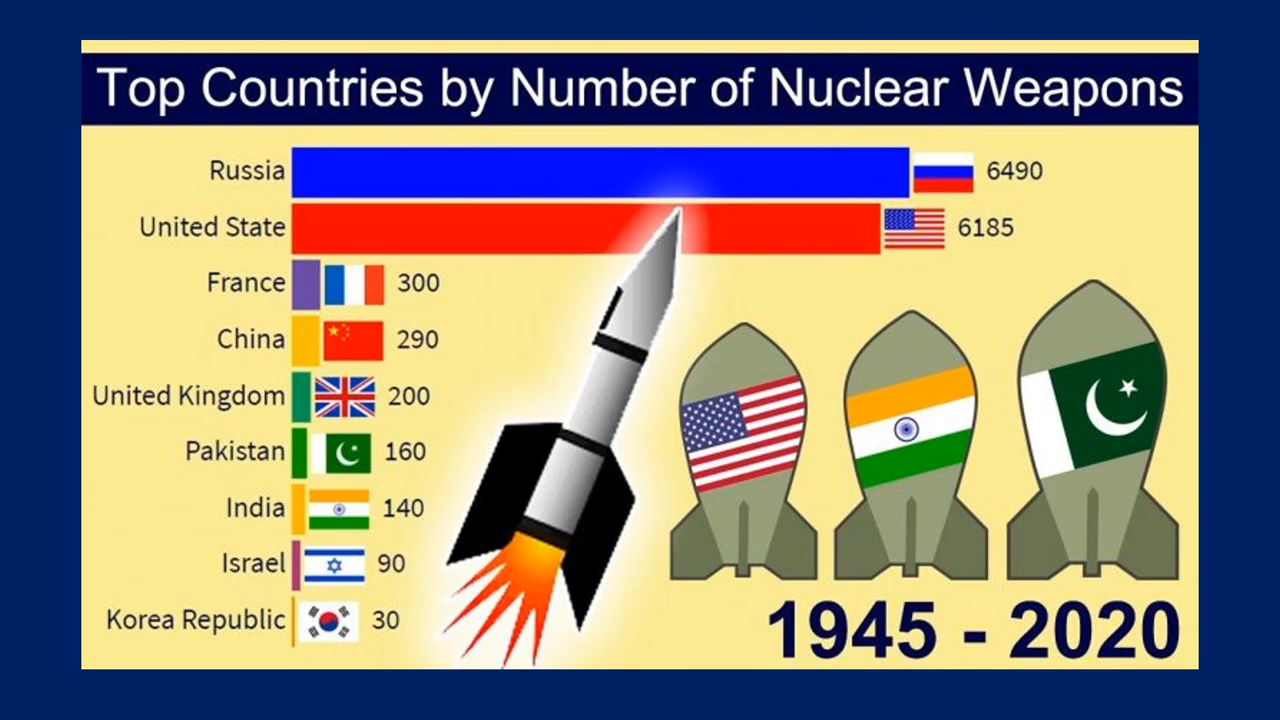 Top Countries by Number of Nuclear Weapons
Russia 6490
United State 6185
France 300
China 290
United Kingdom 200
Pakistan 160
India 140
Israel 90
Korea Republic 30
1945 - 2020